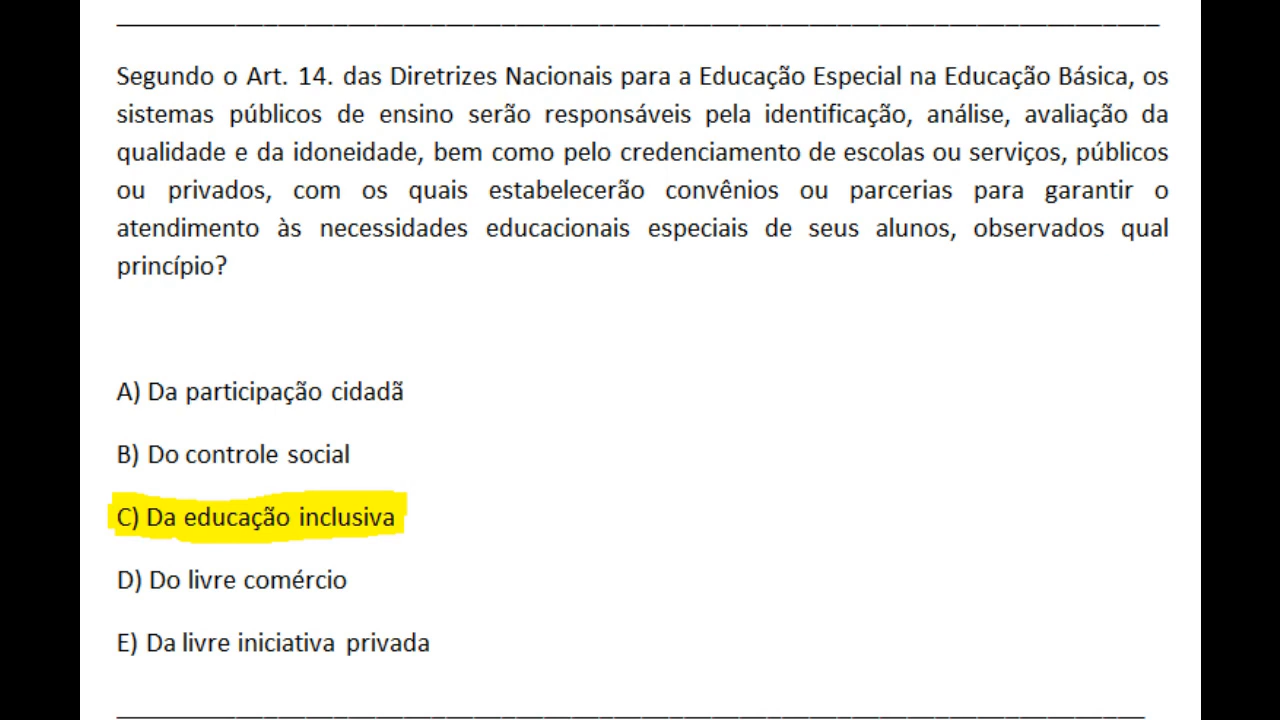 Segundo o Art. 14. das Diretrizes Nacionais para a Educação Especial na Educação Básica, os
sistemas públicos de ensino serão responsáveis pela identificação, análise, avaliação da
qualidade e da idoneidade, bem como pelo credenciamento de escolas ou serviços, públicos
ou privados, com os quais estabelecerão convênios ou parcerias para garantir o
atendimento às necessidades educacionais especiais de seus alunos, observados qual
princípio?
A) Da participação cidadã
B) Do controle social
C) Da educação inclusiva
D) Do livre comércio
E) Da livre iniciativa privada